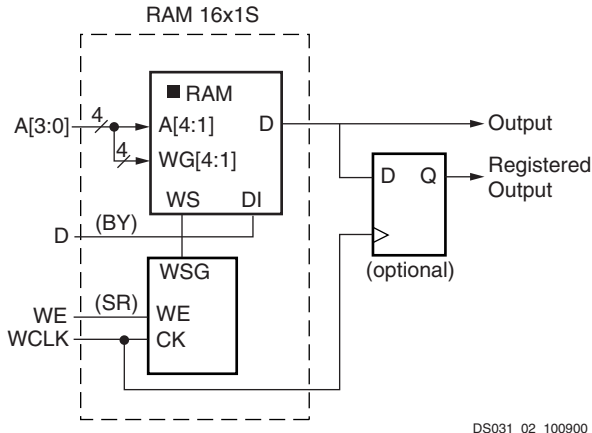 RAM 16x1S
RAM
A[3:0]
4
A[4:1]
D
Output
4
WG[4:1]
D
Q
Registered
Output
WS
DI
D
(BY)
WSG
(optional)
WE
(SR)
WE
WCLK
CK
DS031_02_100900